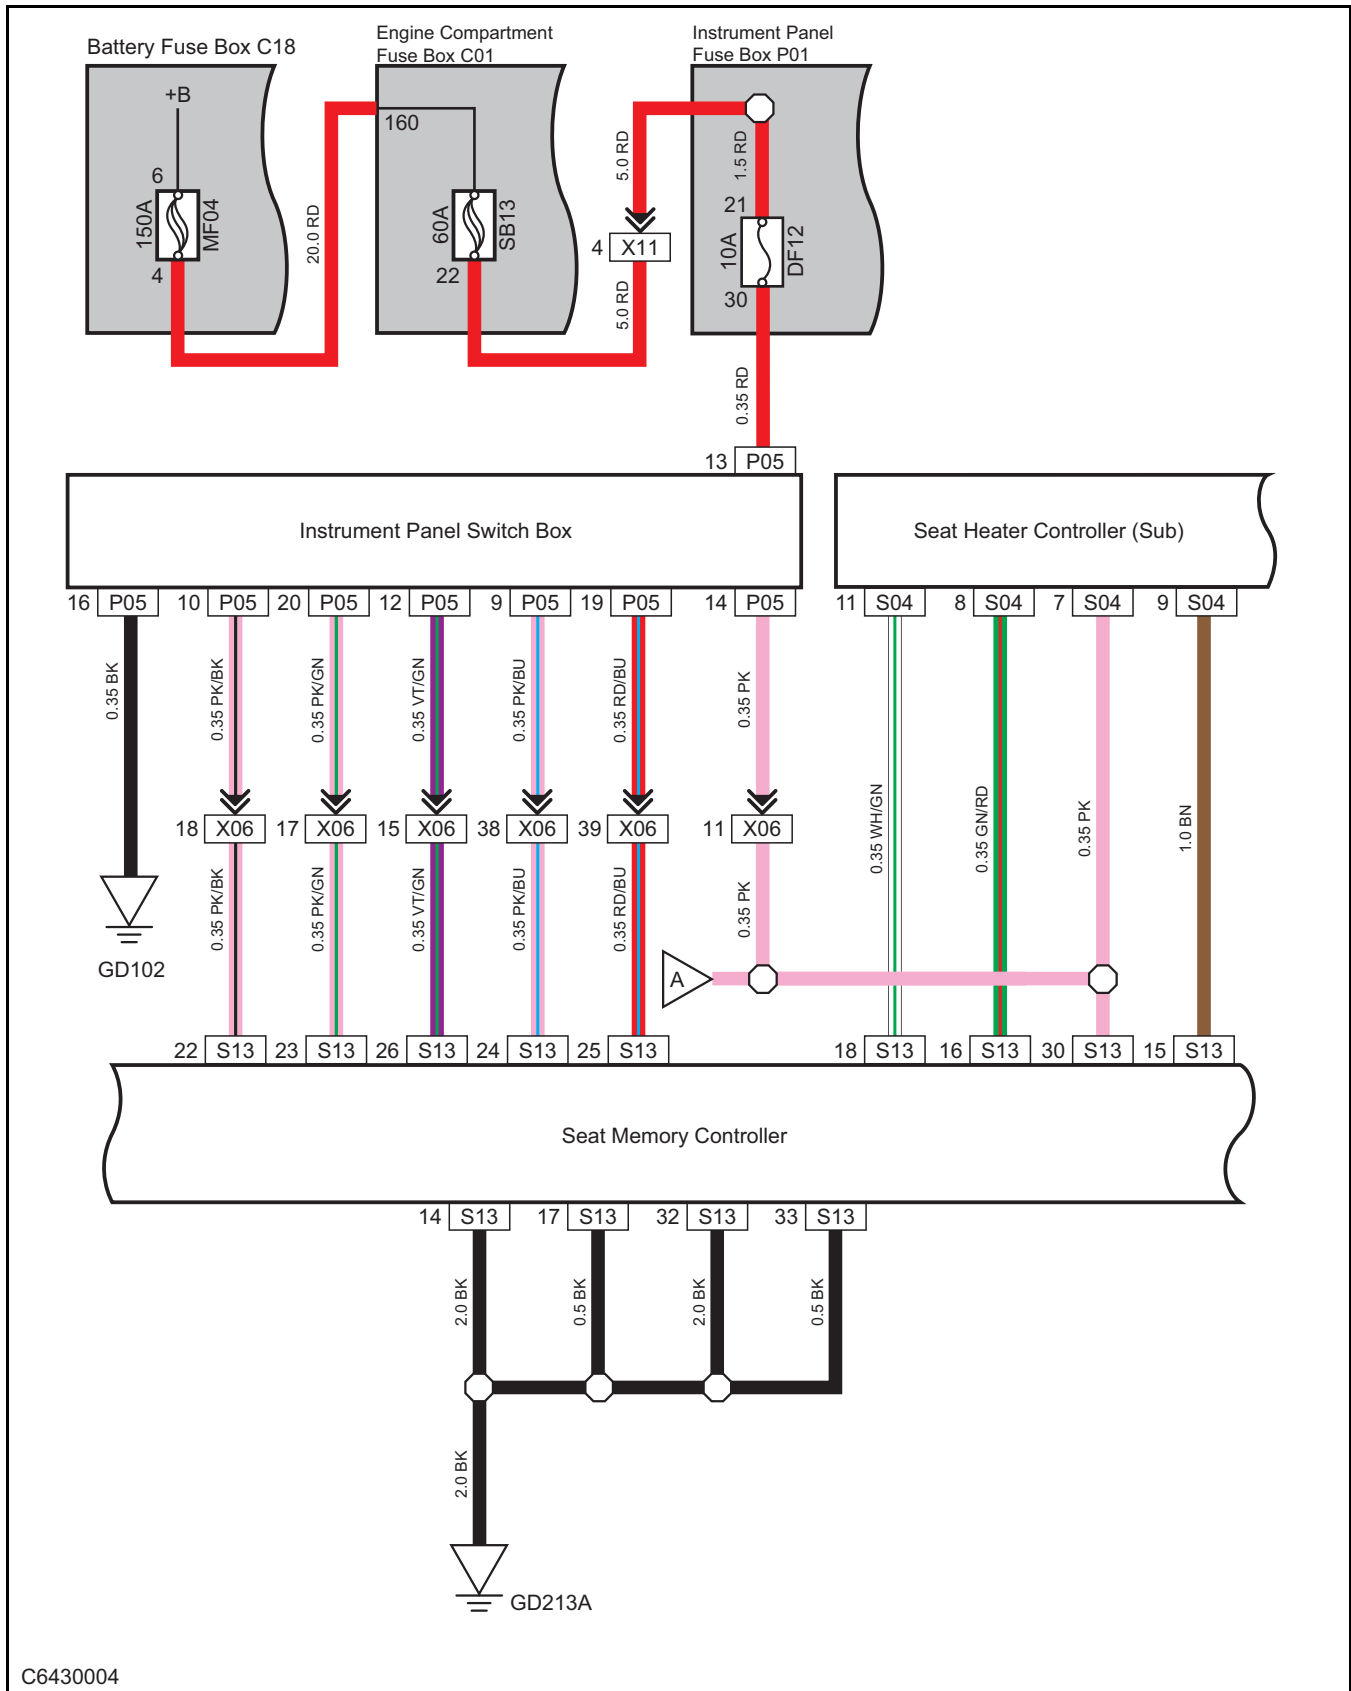 Battery Fuse Box C18
Engine Compartment
Fuse Box C01
Instrument Panel
Fuse Box P01
+B
6
150A
MF04
4
20.0 RD
160
60A
SB13
22
5.0 RD
4 X11
5.0 RD
1.5 RD
21
10A
DF12
30
0.35 RD
13 P05
Instrument Panel Switch Box
Seat Heater Controller (Sub)
16 P05 10 P05 20 P05 12 P05 9 P05 19 P05 14 P05 11 S04 8 S04 7 S04 9 S04
0.35 BK
0.35 PK/BK
0.35 PK/GN
0.35 VT/GN
0.35 PK/BU
0.35 RD/BU
0.35 PK
0.35 WH/GN
0.35 GN/RD
0.35 PK
1.0 BN
18 X06 17 X06 15 X06 38 X06 39 X06 11 X06
0.35 PK/BK
0.35 PK/GN
0.35 VT/GN
0.35 PK/BU
0.35 RD/BU
0.35 PK
GD102
A
22 S13 23 S13 26 S13 24 S13 25 S13 18 S13 16 S13 30 S13 15 S13
Seat Memory Controller
14 S13 17 S13 32 S13 33 S13
2.0 BK
0.5 BK
2.0 BK
0.5 BK
2.0 BK
GD213A
C6430004